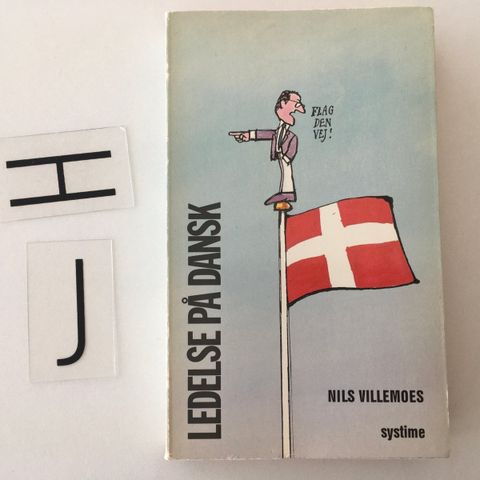 H
J
FLAG
DEN
VEJ!
LEDELSE PÅ DANSK
NILS VILLEMOES
systime